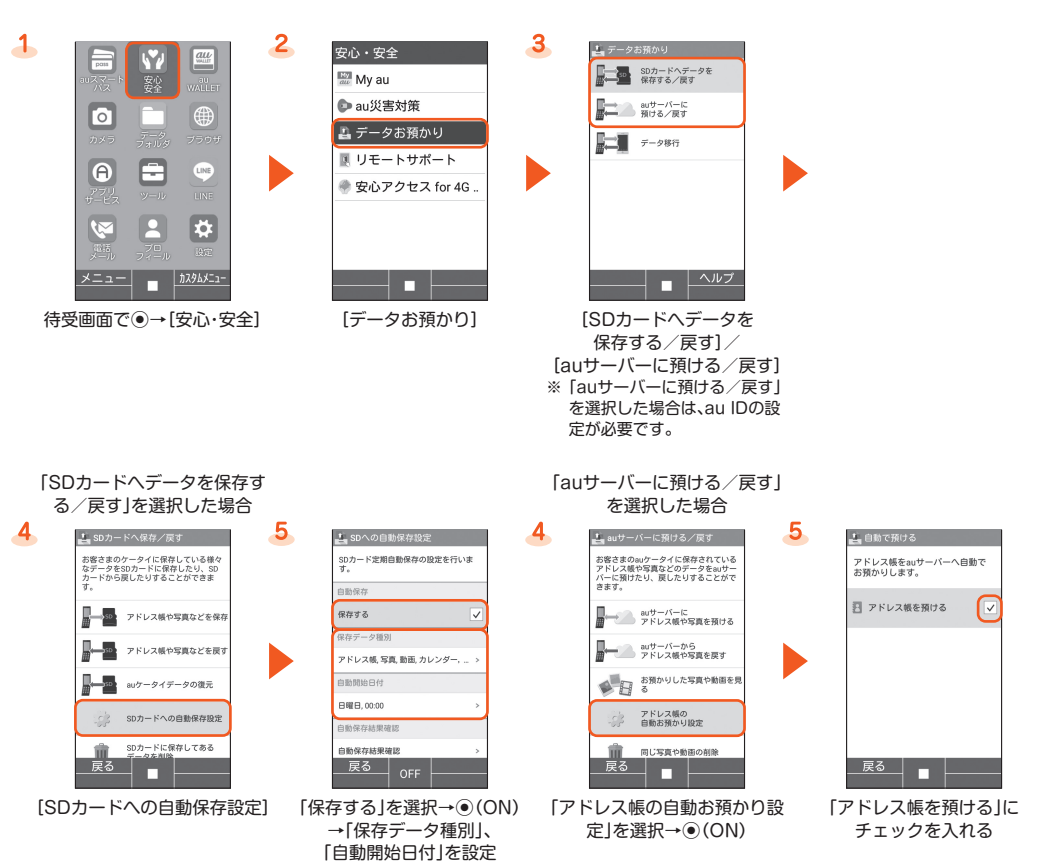 1
pass
auスマート
パス
安心
安全
au
WALLET
au
WALLET
カメラ
データ
フォルダ
ブラウザ
アプリ
サービス
ツール
LINE
LINE
電話
メール
プロ
フィール
設定
メニュー
カスタムメニュー
待受画面で◉→[安心・安全]
2
安心・安全
My au
My au
au災害対策
データお預かり
リモートサポート
安心アクセス for 4G ..
[データお預かり]
3
データお預かり
SD
SDカードへデータを
保存する／戻す
auサーバーに
預ける／戻す
データ移行
ヘルプ
[SDカードへデータを
保存する／戻す]／
[auサーバーに預ける／戻す]
※「auサーバーに預ける／戻す」
を選択した場合は、au IDの設
定が必要です。
「SDカードへデータを保存す
る／戻す」を選択した場合
4
SDカードへ保存／戻す
お客さまのケータイに保存している様々
なデータをSDカードに保存したり、SD
カードから戻したりすることができま
す。
SD
アドレス帳や写真などを保存
SD
アドレス帳や写真などを戻す
SD
auケータイデータの復元
SDカードへの自動保存設定
SDカードに保存してある
データを削除
戻る
[SDカードへの自動保存設定]
5
SDへの自動保存設定
SDカード定期自動保存の設定を行いま
す。
自動保存
保存する
保存データ種別
アドレス帳, 写真, 動画, カレンダー, ... >
自動開始日付
日曜日, 00:00 >
自動保存結果確認
自動保存結果確認 >
戻る
OFF
「保存する」を選択→◉(ON)
→「保存データ種別」、
「自動開始日付」を設定
「auサーバーに預ける／戻す」
を選択した場合
4
auサーバーに預ける／戻す
お客さまのauケータイに保存されている
アドレス帳や写真などのデータをauサー
バーに預けたり、戻したりすることがで
きます。
auサーバーに
アドレス帳や写真を預ける
auサーバーから
アドレス帳や写真を戻す
お預かりした写真や動画を見
る
アドレス帳の
自動お預かり設定
同じ写真や動画の削除
戻る
「アドレス帳の自動お預かり設
定」を選択→◉(ON)
5
自動で預ける
アドレス帳をauサーバーへ自動で
お預かりします。
アドレス帳を預ける
戻る
「アドレス帳を預ける」に
チェックを入れる